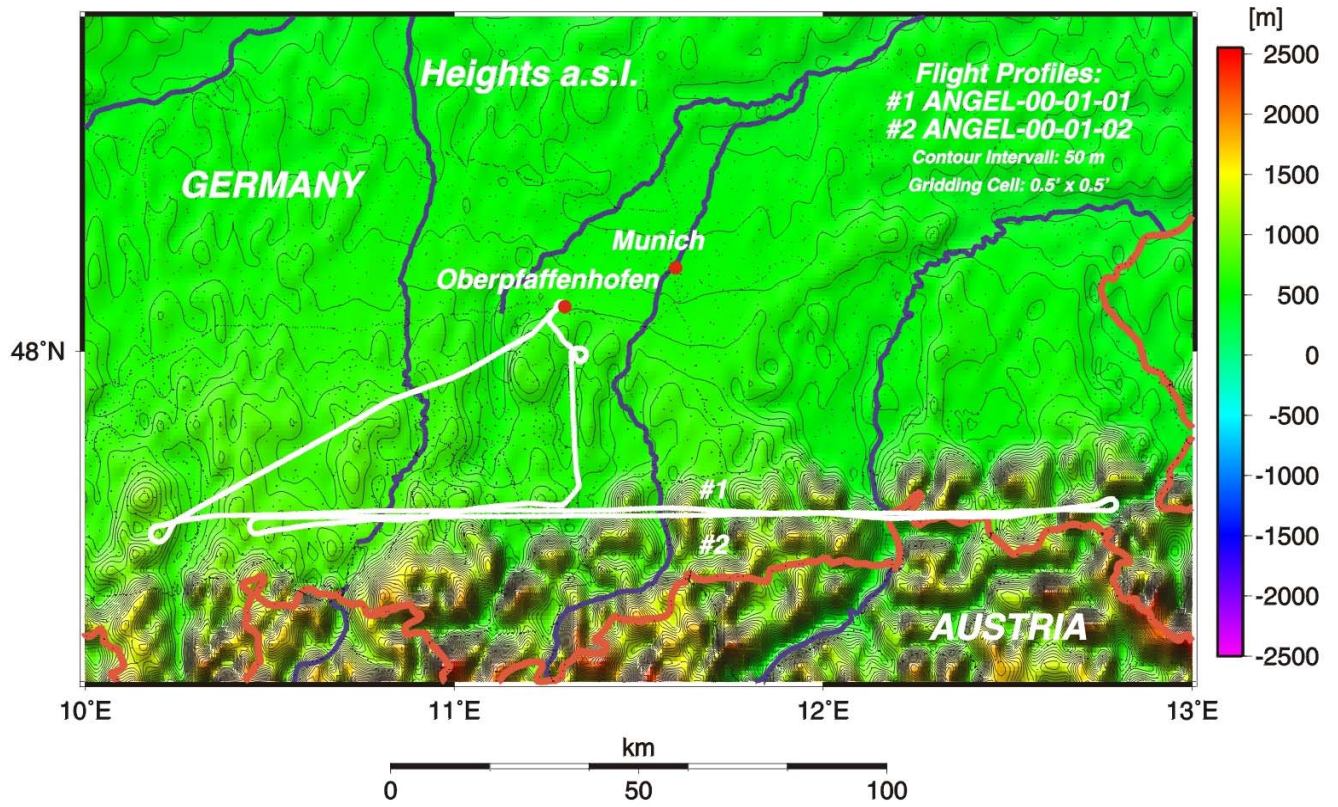 [m]
Heights a.s.l.
Flight Profiles:
#1 ANGEL-00-01-01
#2 ANGEL-00-01-02
Contour Intervall: 50 m
Gridding Cell: 0.5' x 0.5'
GERMANY
Munich
Oberpfaffenhofen
48˚N
#1
#2
AUSTRIA
10˚E
11˚E
12˚E
13˚E
2500
2000
1500
1000
500
0
-500
-1000
-1500
-2000
-2500
km
0
50
100